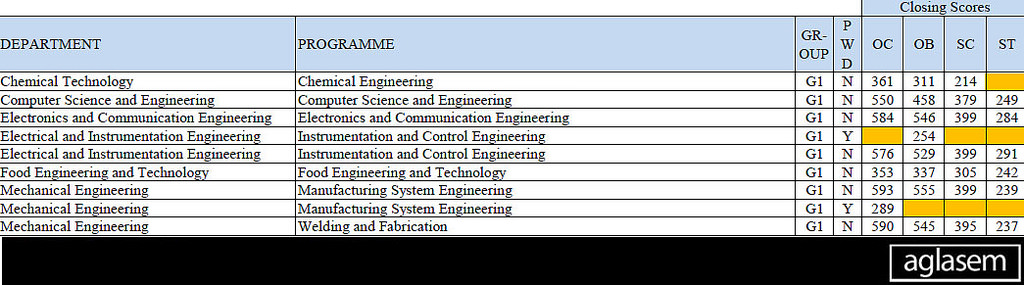 Closing Scores
DEPARTMENT PROGRAMME GR-OUP PWD OC OB SC ST
Chemical Technology Chemical Engineering G1 N 361 311 214
Computer Science and Engineering Computer Science and Engineering G1 N 550 458 379 249
Electronics and Communication Engineering Electronics and Communication Engineering G1 N 584 546 399 284
Electrical and Instrumentation Engineering Instrumentation and Control Engineering G1 Y 254
Electrical and Instrumentation Engineering Instrumentation and Control Engineering G1 N 576 529 399 291
Food Engineering and Technology Food Engineering and Technology G1 N 353 337 305 242
Mechanical Engineering Manufacturing System Engineering G1 N 593 555 399 239
Mechanical Engineering Manufacturing System Engineering G1 Y 289
Mechanical Engineering Welding and Fabrication G1 N 590 545 395 237
aglasem